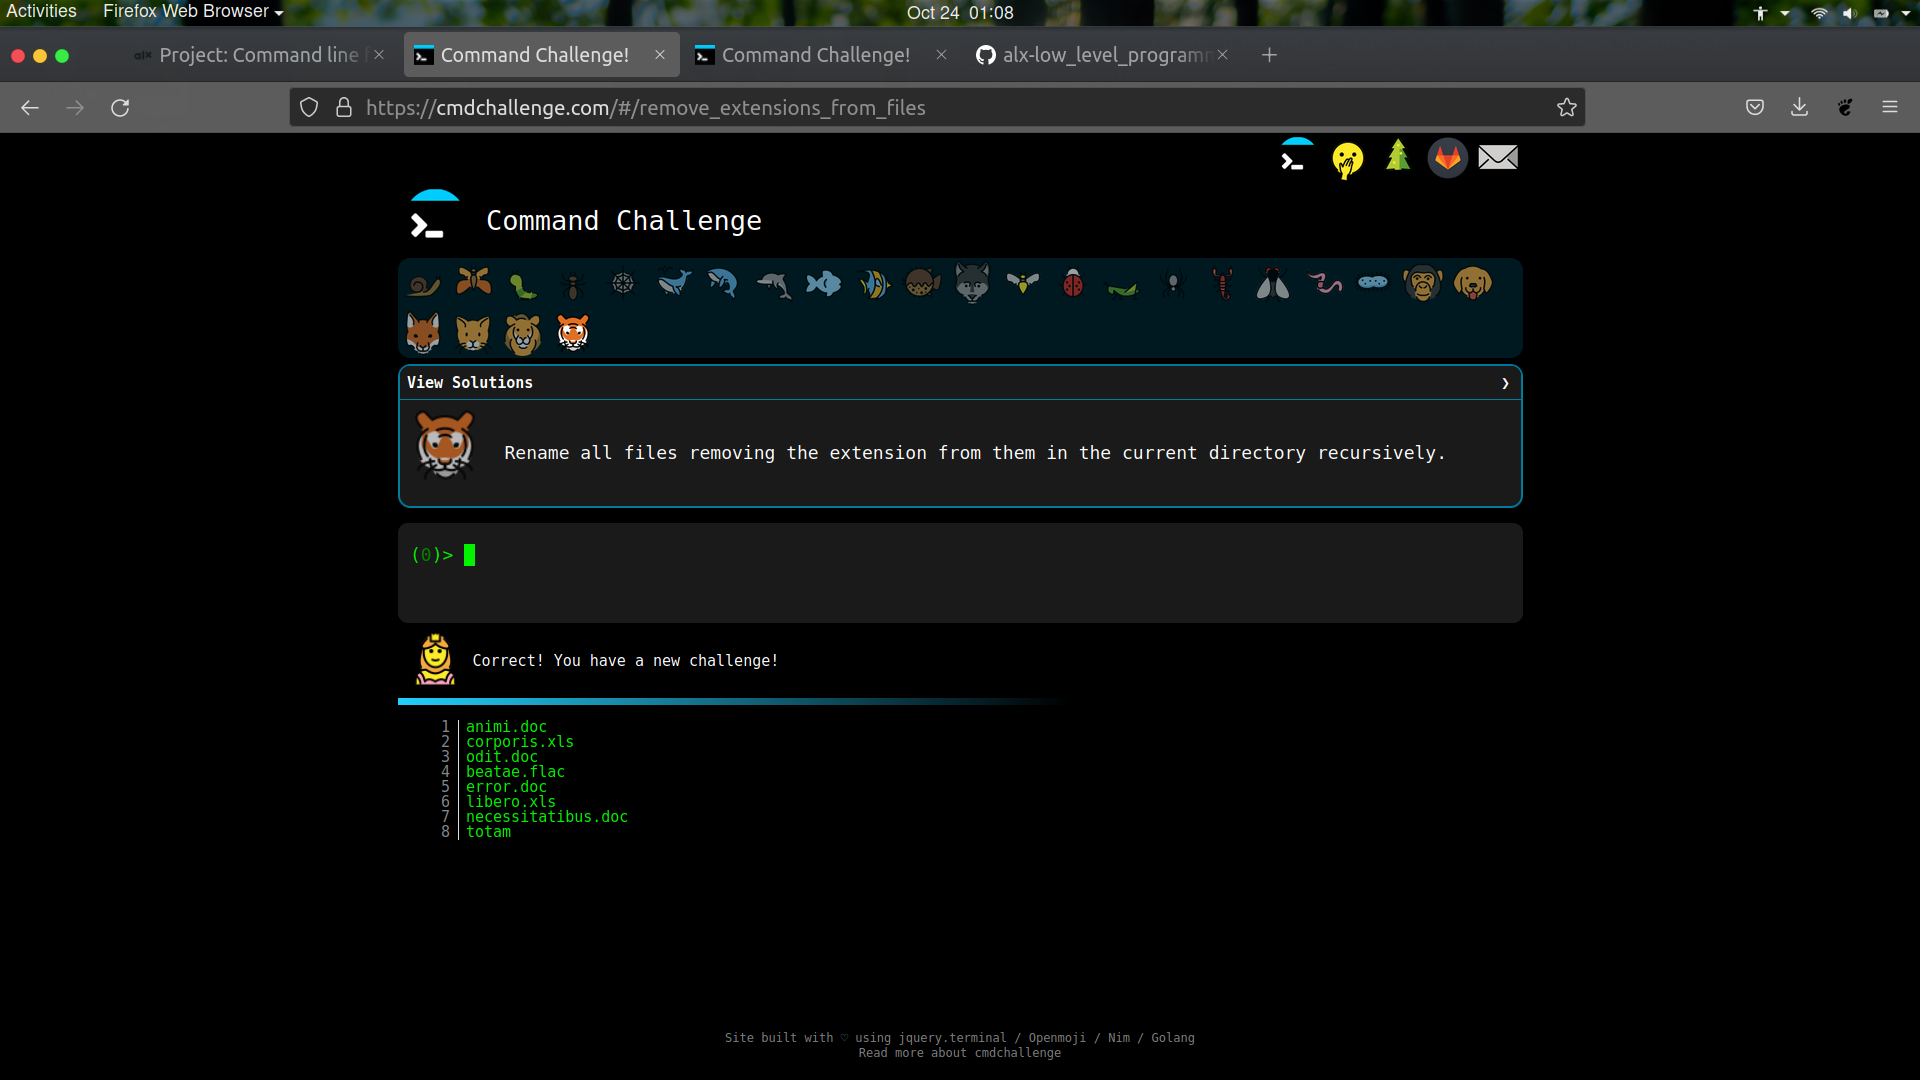 Activities Firefox Web Browser Oct 24 01:08
Project: Command line f Command Challenge! Command Challenge! alx-low_level_programm
https://cmdchallenge.com/#/remove_extensions_from_files
Command Challenge
View Solutions
Rename all files removing the extension from them in the current directory recursively.
(0)>
Correct! You have a new challenge!
1 animi.doc
2 corporis.xls
3 odit.doc
4 beatae.flac
5 error.doc
6 libero.xls
7 necessitatibus.doc
8 totam
Site built with ♡ using jquery.terminal / Openmoji / Nim / Golang
Read more about cmdchallenge